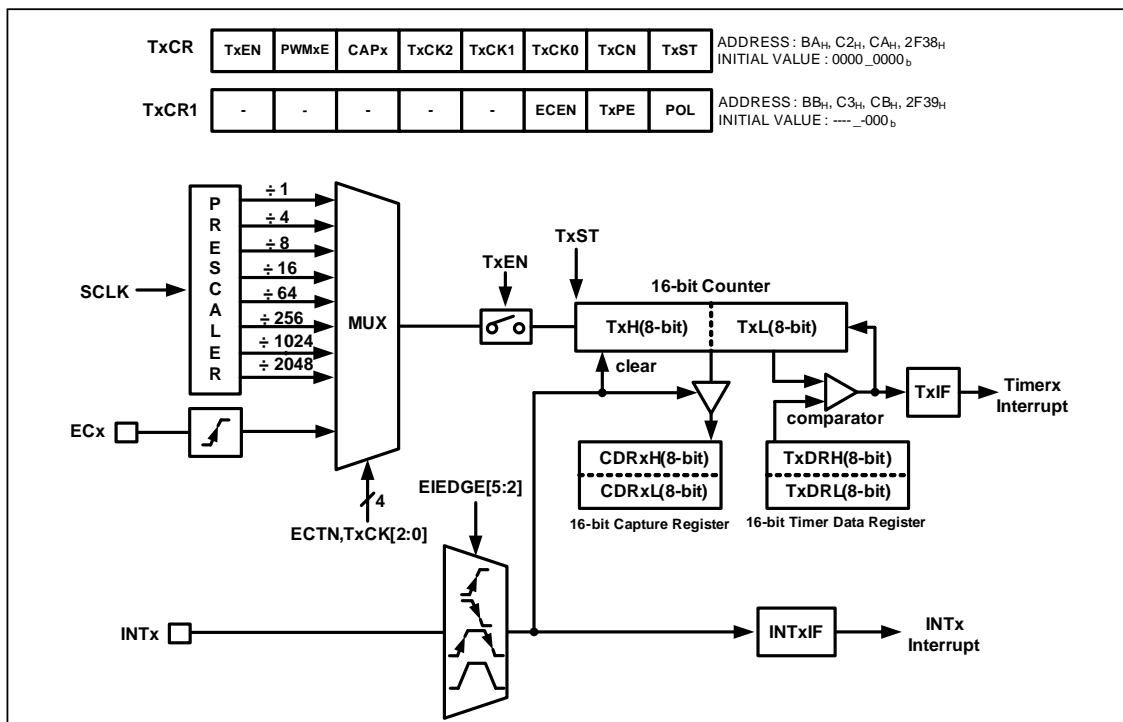 TxCR TxEN PWMxE CAPx TxCK2 TxCK1 TxCK0 TxCN TxST
ADDRESS : BAH, C2H, CAH, 2F38H
INITIAL VALUE : 0000_0000b
TxCR1 - - - - - ECEN TxPE POL
ADDRESS : BBH, C3H, CBH, 2F39H
INITIAL VALUE : ----_-000b
SCLK
PRESCALER
÷ 1
÷ 4
÷ 8
÷ 16
÷ 64
÷ 256
÷ 1024
÷ 2048
MUX
ECx
4
ECTN,TxCK[2:0]
TxEN
TxST
16-bit Counter
TxH(8-bit) TxL(8-bit)
clear
comparator
TxIF
Timerx
Interrupt
CDRxH(8-bit)
CDRxL(8-bit)
16-bit Capture Register
TxDRH(8-bit)
TxDRL(8-bit)
16-bit Timer Data Register
EIEDGE[5:2]
INTx
INTxIF
INTx
Interrupt